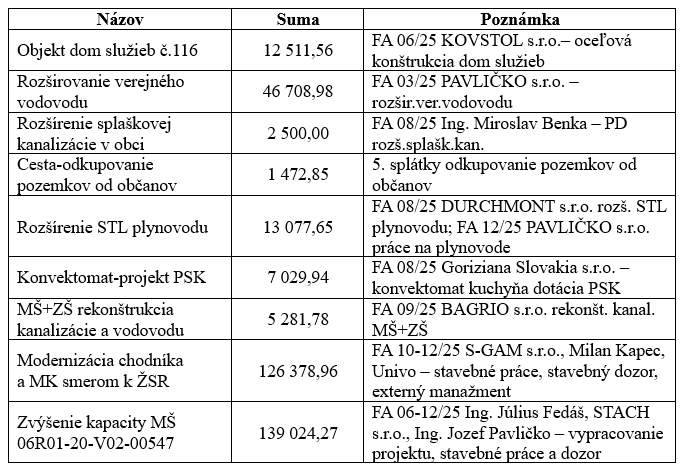 Názov Suma Poznámka
Objekt dom služieb č.116 12 511,56 FA 06/25 KOVSTOL s.r.o.– oceľová
konštrukcia dom služieb
Rozširovanie verejného
vodovodu 46 708,98 FA 03/25 PAVLIČKO s.r.o. –
rozšir.ver.vodovodu
Rozšírenie splaškovej
kanalizácie v obci 2 500,00 FA 08/25 Ing. Miroslav Benka – PD
rozš.splašk.kan.
Cesta-odkupovanie
pozemkov od občanov 1 472,85 5. splátky odkupovanie pozemkov od
občanov
Rozšírenie STL plynovodu 13 077,65 FA 08/25 DURCHMONT s.r.o. rozš. STL
plynovodu; FA 12/25 PAVLIČKO s.r.o.
práce na plynovode
Konvektomat-projekt PSK 7 029,94 FA 08/25 Goriziana Slovakia s.r.o. –
konvektomat kuchyňa dotácia PSK
MŠ+ZŠ rekonštrukcia
kanalizácie a vodovodu 5 281,78 FA 09/25 BAGRIO s.r.o. rekonšt. kanal.
MŠ+ZŠ
Modernizácia chodníka
a MK smerom k ŽSR 126 378,96 FA 10-12/25 S-GAM s.r.o., Milan Kapec,
Univo – stavebné práce, stavebný dozor,
externý manažment
Zvýšenie kapacity MŠ
06R01-20-V02-00547 139 024,27 FA 06-12/25 Ing. Július Fedáš, STACH
s.r.o., Ing. Jozef Pavličko – vypracovanie
projektu, stavebné práce a dozor